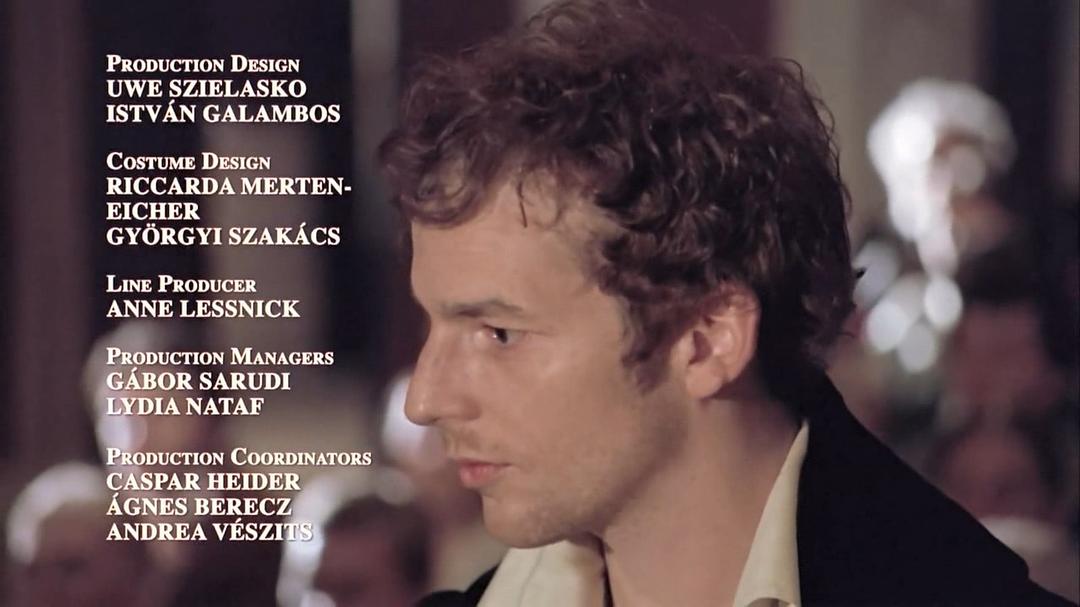 Production Design
UWE SZIELASKO
ISTVÁN GALAMBOS
Costume Design
RICCARDA MERTEN-
EICHER
GYÖRGYI SZAKÁCS
Line Producer
ANNE LESSNICK
Production Managers
GÁBOR SARUDI
LYDIA NATAF
Production Coordinators
CASPAR HEIDER
ÁGNES BERECZ
ANDREA VÉSZITS